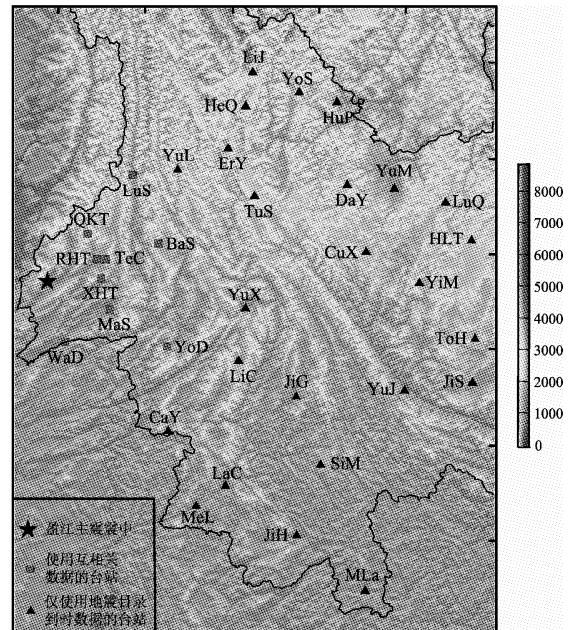 LiJ
YoS
HeQ
HuP
ErY
YuL
YuM
LuS
DaY
TuS
LuQ
QKT
BaS
HLT
CuX
RHT
TeC
XHT
YiM
YuX
MaS
ToH
WaD
YoD
LiC
JiG
YuJ
JiS
CaY
SiM
LaC
MeL
JiH
MLa
8000
7000
6000
5000
4000
3000
2000
1000
0
盈江主震震中
使用互相关
数据的台站
仅使用地震目录
到时数据的台站